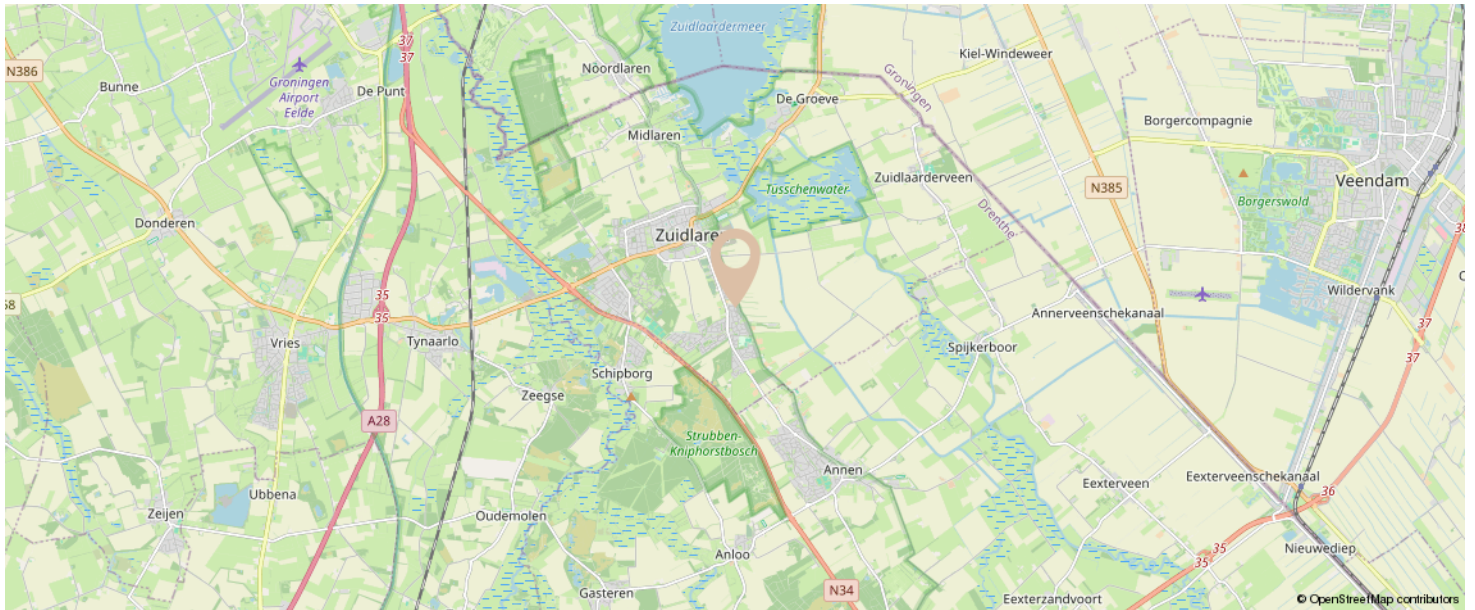 Zuidlaardermeer
37
37
N386
Kiel-Windeweer
Noordlaren
Groningen
Groningen
Airport
Eelde
Bunne
De Punt
De Groeve
Borgercompagnie
Midlaren
Zuidlaarderveen
Veendam
Tusschenwater
N385
Borgerswold
Drenthe
Donderen
Zuidlaren
38
35
35
58
Wildervank
Annerveenschekanaal
37
37
Vries
Tynaarlo
Spijkerboor
Schipborg
Zeegse
A28
Strubben-
Kniphorstbosch
Annen
Eexterveen
Eexterveenschekanaal
36
Ubbena
Zeijen
Oudemolen
35
35
Nieuwediep
Anloo
N34
Gasteren
Eexterzandvoort
© OpenStreetMap contributors